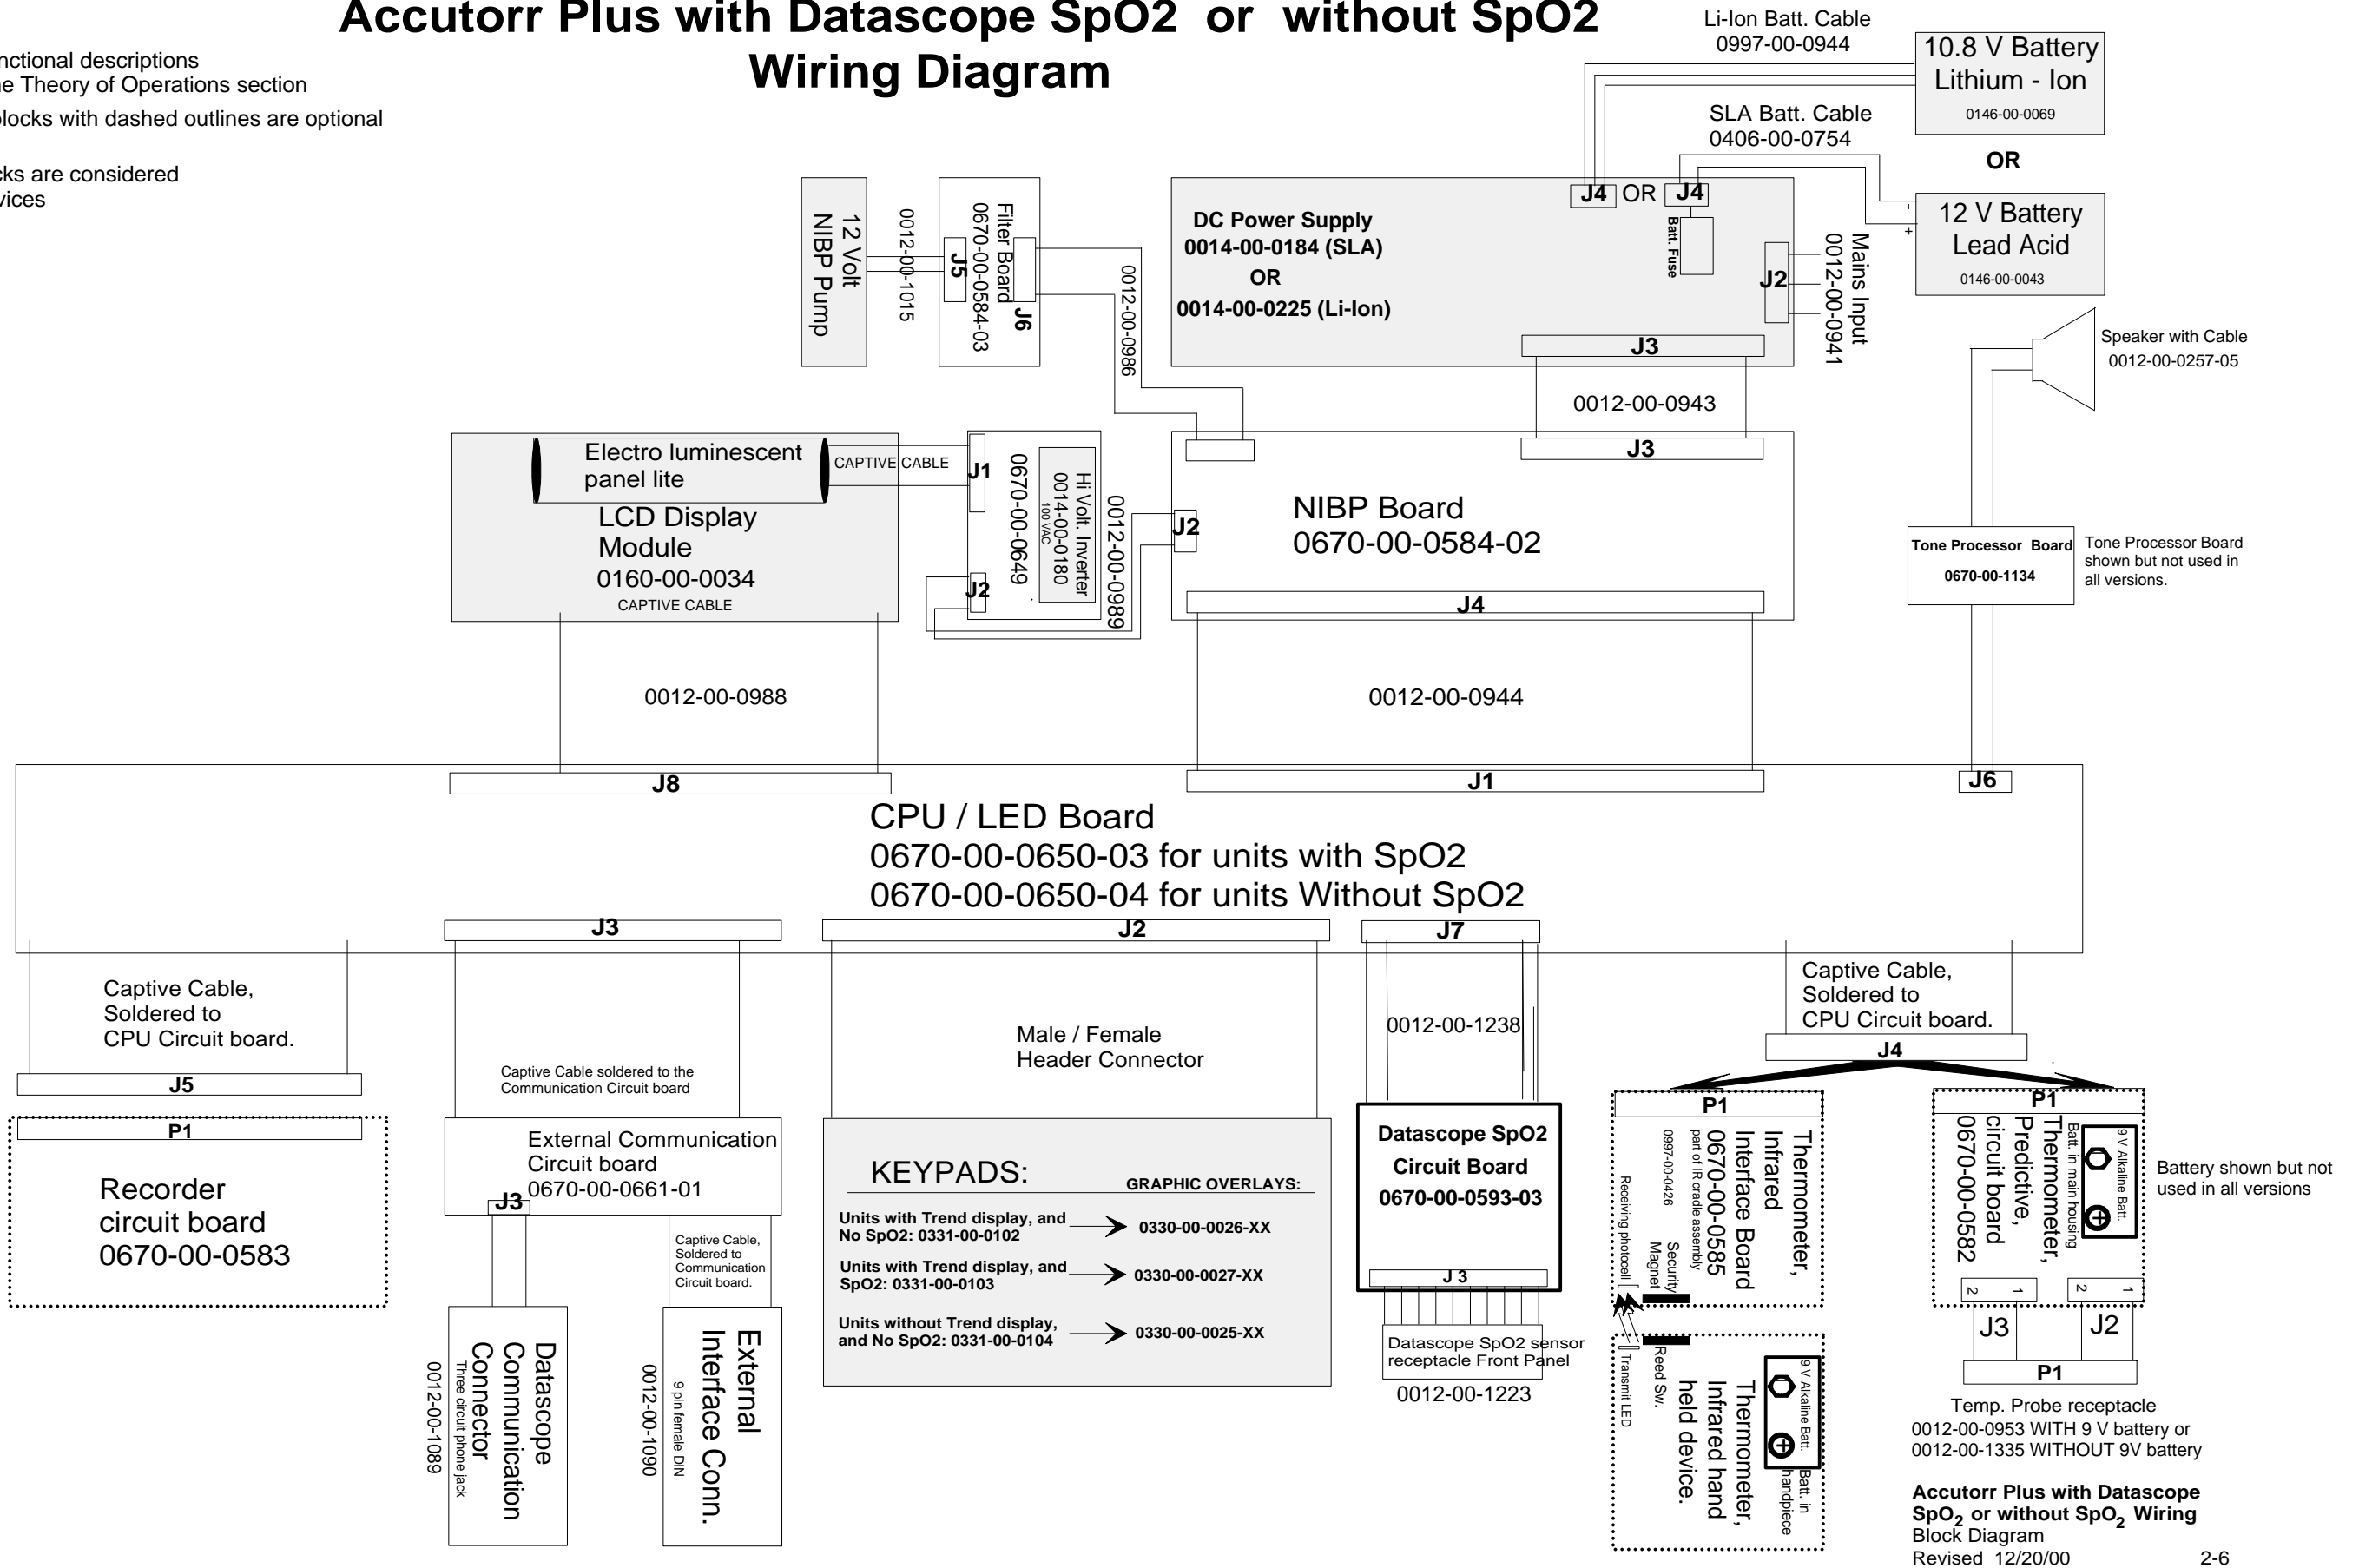 Accutorr Plus with Datascope SpO2 or without SpO2
Wiring Diagram
nctional descriptions
e Theory of Operations section
locks with dashed outlines are optional
cks are considered
vices
Li-Ion Batt. Cable
0997-00-0944
10.8 V Battery
Lithium - Ion
0146-00-0069
SLA Batt. Cable
0406-00-0754
OR
12 V Battery
Lead Acid
0146-00-0043
-
+
12 Volt
NIBP Pump
0012-00-1015
Filter Board
0670-00-0584-03
J5
J6
0012-00-0986
DC Power Supply
0014-00-0184 (SLA)
OR
0014-00-0225 (Li-Ion)
J4 OR J4
Batt. Fuse
J2
Mains Input
0012-00-0941
J3
0012-00-0943
Speaker with Cable
0012-00-0257-05
Electro luminescent
panel lite
LCD Display
Module
0160-00-0034
CAPTIVE CABLE
CAPTIVE CABLE
J1
J2
0670-00-0649
Hi Volt. Inverter
0014-00-0180
100 VAC
0012-00-0989
J3
J2
NIBP Board
0670-00-0584-02
J4
Tone Processor Board
0670-00-1134
Tone Processor Board
shown but not used in
all versions.
0012-00-0988
0012-00-0944
J8
J1
J6
CPU / LED Board
0670-00-0650-03 for units with SpO2
0670-00-0650-04 for units Without SpO2
J3
J2
J7
Captive Cable,
Soldered to
CPU Circuit board.
J5
P1
Recorder
circuit board
0670-00-0583
Captive Cable soldered to the
Communication Circuit board
External Communication
Circuit board
0670-00-0661-01
J3
Captive Cable,
Soldered to
Communication
Circuit board.
Datascope
Communication
Connector
Three circuit phone jack
0012-00-1089
External
Interface Conn.
9 pin female DIN
0012-00-1090
Male / Female
Header Connector
KEYPADS:
GRAPHIC OVERLAYS:
Units with Trend display, and
No SpO2: 0331-00-0102
0330-00-0026-XX
Units with Trend display, and
SpO2: 0331-00-0103
0330-00-0027-XX
Units without Trend display,
and No SpO2: 0331-00-0104
0330-00-0025-XX
0012-00-1238
Datascope SpO2
Circuit Board
0670-00-0593-03
J 3
Datascope SpO2 sensor
receptacle Front Panel
0012-00-1223
Captive Cable,
Soldered to
CPU Circuit board.
J4
P1
Thermometer,
Infrared
Interface Board
0670-00-0585
part of IR cradle assembly
0997-00-0426
Security
Magnet
Receiving photocell
Transmit LED
Reed Sw.
Thermometer,
Infrared hand
held device.
9 V Alkaline Batt.
Batt. in
handpiece
P1
9 V Alkaline Batt.
Batt. in main housing
Thermometer,
Predictive,
circuit board
0670-00-0582
2 1
2 1
J3
J2
P1
Battery shown but not
used in all versions
Temp. Probe receptacle
0012-00-0953 WITH 9 V battery or
0012-00-1335 WITHOUT 9V battery
Accutorr Plus with Datascope
SpO2 or without SpO2 Wiring
Block Diagram
Revised 12/20/00
2-6